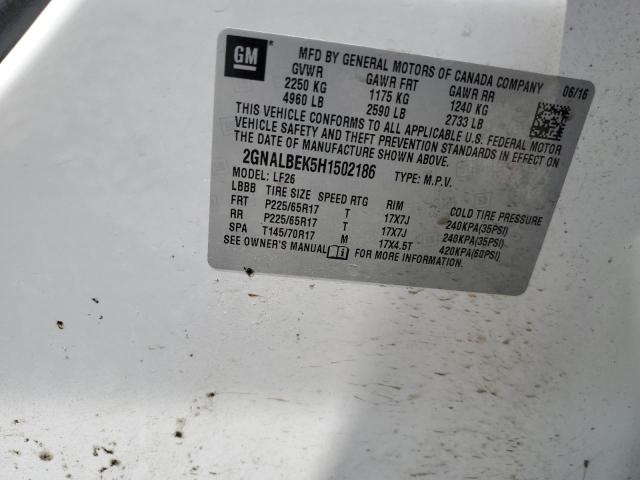 GM
MFD BY GENERAL MOTORS OF CANADA COMPANY
GVWR GAWR FRT GAWR RR 06/16
2250 KG 1175 KG 1240 KG
4960 LB 2590 LB 2733 LB
THIS VEHICLE CONFORMS TO ALL APPLICABLE U.S. FEDERAL MOTOR
VEHICLE SAFETY AND THEFT PREVENTION STANDARDS IN EFFECT ON
THE DATE OF MANUFACTURE SHOWN ABOVE.
2GNALBEK5H1502186 TYPE: M.P.V.
MODEL: LF26
LBBB TIRE SIZE SPEED RTG RIM COLD TIRE PRESSURE
FRT P225/65R17 T 17X7J 240KPA(35PSI)
RR P225/65R17 T 17X7J 240KPA(35PSI)
SPA T145/70R17 M 17X4.5T 420KPA(60PSI)
SEE OWNER'S MANUAL FOR MORE INFORMATION.